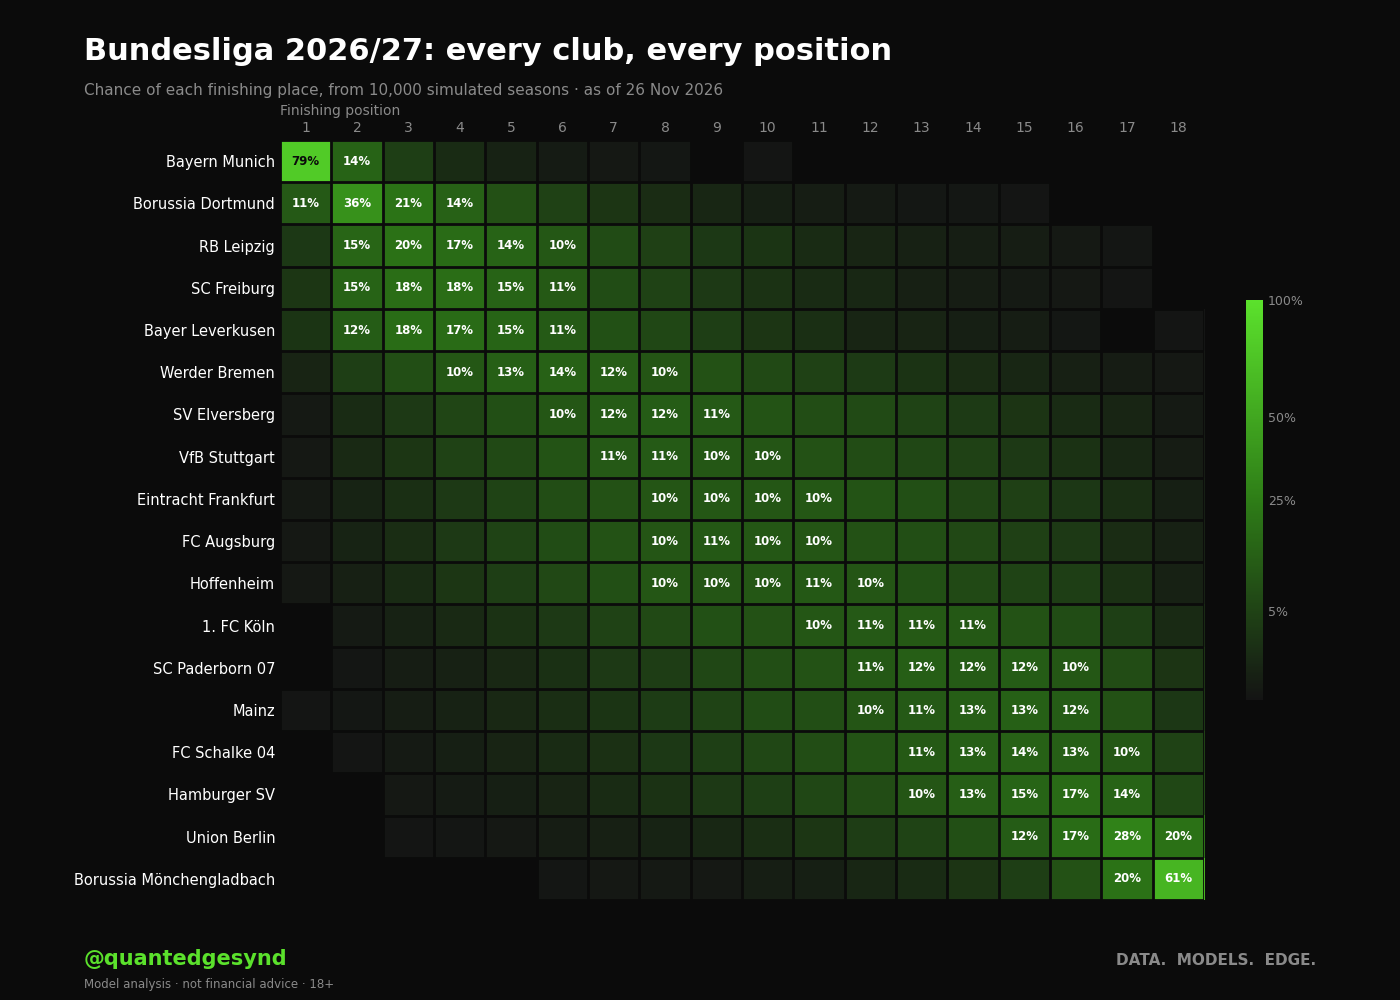 Bundesliga 2026/27: every club, every position
Chance of each finishing place, from 10,000 simulated seasons · as of 26 Nov 2026
Finishing position
1 2 3 4 5 6 7 8 9 10 11 12 13 14 15 16 17 18
Bayern Munich 79% 14%
Borussia Dortmund 11% 36% 21% 14%
RB Leipzig 15% 20% 17% 14% 10%
SC Freiburg 15% 18% 18% 15% 11%
100%
Bayer Leverkusen 12% 18% 17% 15% 11%
Werder Bremen 10% 13% 14% 12% 10%
SV Elversberg 10% 12% 12% 11%
50%
VfB Stuttgart 11% 11% 10% 10%
Eintracht Frankfurt 10% 10% 10% 10%
25%
FC Augsburg 10% 11% 10% 10%
Hoffenheim 10% 10% 10% 11% 10%
5%
1. FC Köln 10% 11% 11% 11%
SC Paderborn 07 11% 12% 12% 12% 10%
Mainz 10% 11% 13% 13% 12%
FC Schalke 04 11% 13% 14% 13% 10%
Hamburger SV 10% 13% 15% 17% 14%
Union Berlin 12% 17% 28% 20%
Borussia Mönchengladbach 20% 61%
@quantedgesynd
DATA. MODELS. EDGE.
Model analysis · not financial advice · 18+